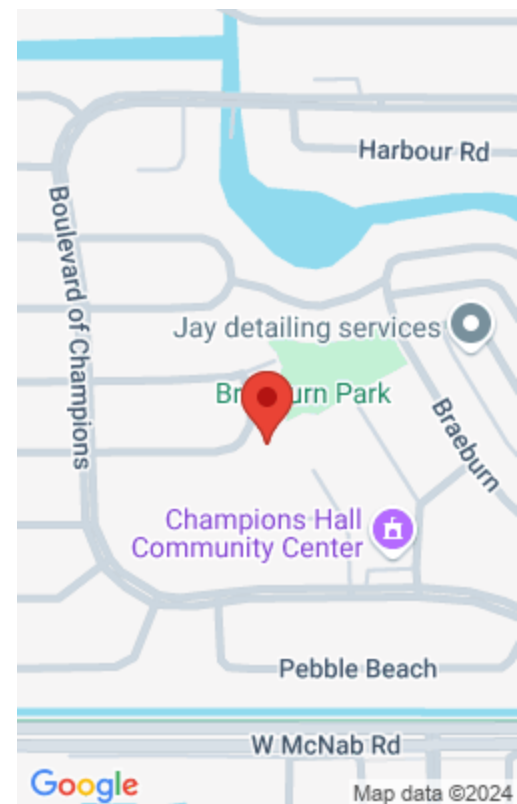 Harbour Rd
Boulevard of Champions
Jay detailing services
Park
Braeburn
Champions Hall
Community Center
Pebble Beach
W McNab Rd
Google
Map data ©2024